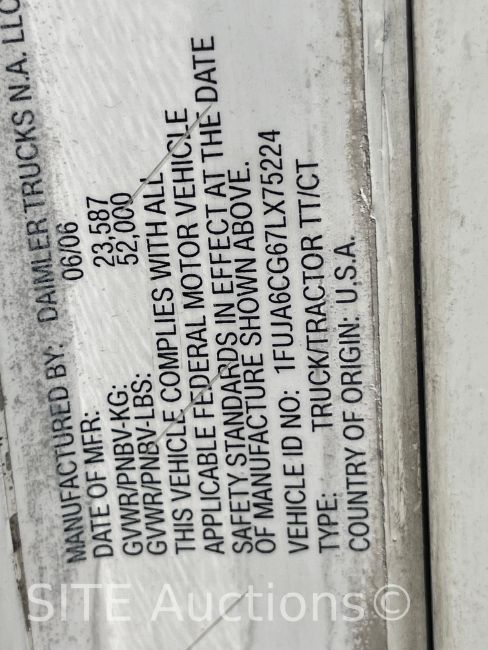 MANUFACTURED BY: DAIMLER TRUCKS N.A. LLC
DATE OF MFR: 06/06
GVWR/PNBV-KG: 23,587
GVWR/PNBV-LBS: 52,000
THIS VEHICLE COMPLIES WITH ALL
APPLICABLE FEDERAL MOTOR VEHICLE
SAFETY STANDARDS IN EFFECT AT THE DATE
OF MANUFACTURE SHOWN ABOVE.
VEHICLE ID NO: 1FUJA6CG67LX75224
TYPE: TRUCK/TRACTOR TT/CT
COUNTRY OF ORIGIN: U.S.A.
SITE Auctions©